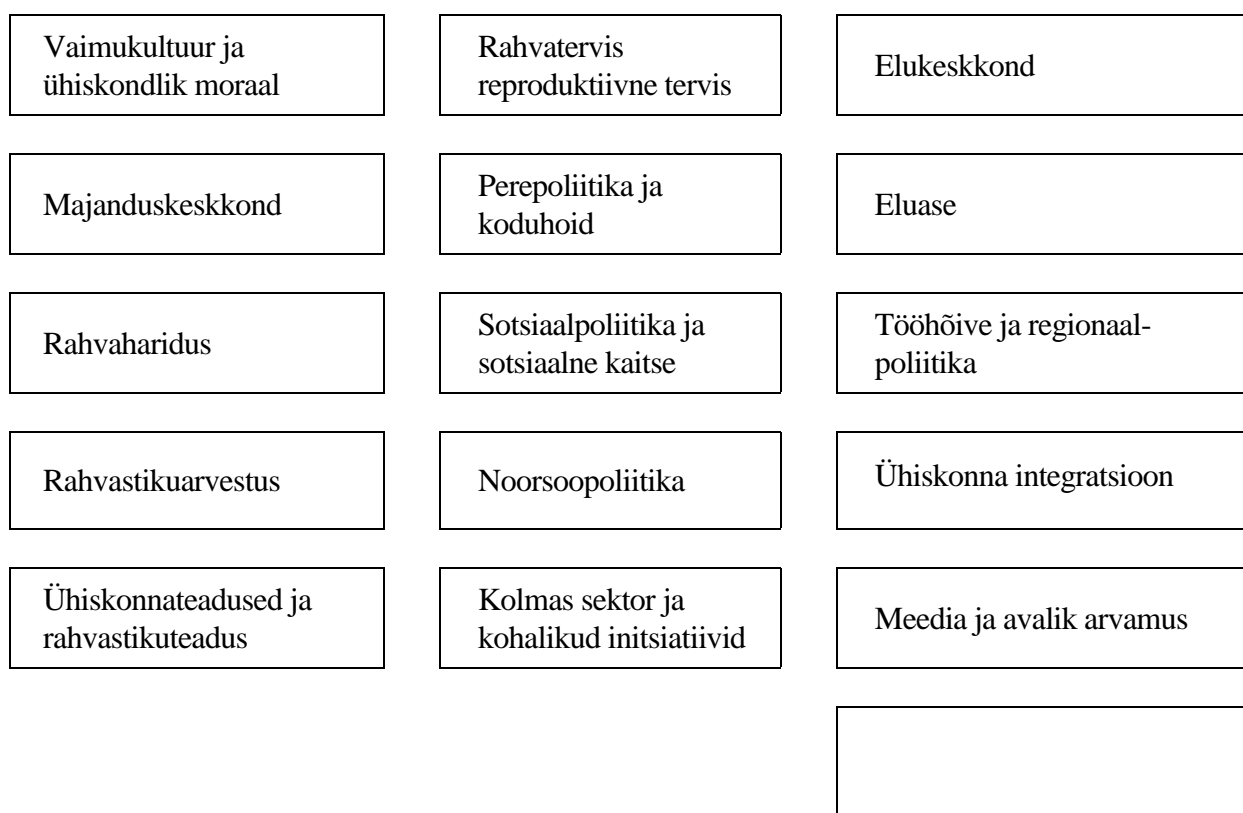 Vaimukultuur ja
ühiskondlik moraal
Rahvatervis
reproduktiivne tervis
Elukeskkond
Majanduskeskkond
Perepoliitika ja
koduhoid
Eluase
Rahvaharidus
Sotsiaalpoliitika ja
sotsiaalne kaitse
Tööhõive ja regionaal-
poliitika
Rahvastikuarvestus
Noorsoopoliitika
Ühiskonna integratsioon
Ühiskonnateadused ja
rahvastikuteadus
Kolmas sektor ja
kohalikud initsiatiivid
Meedia ja avalik arvamus